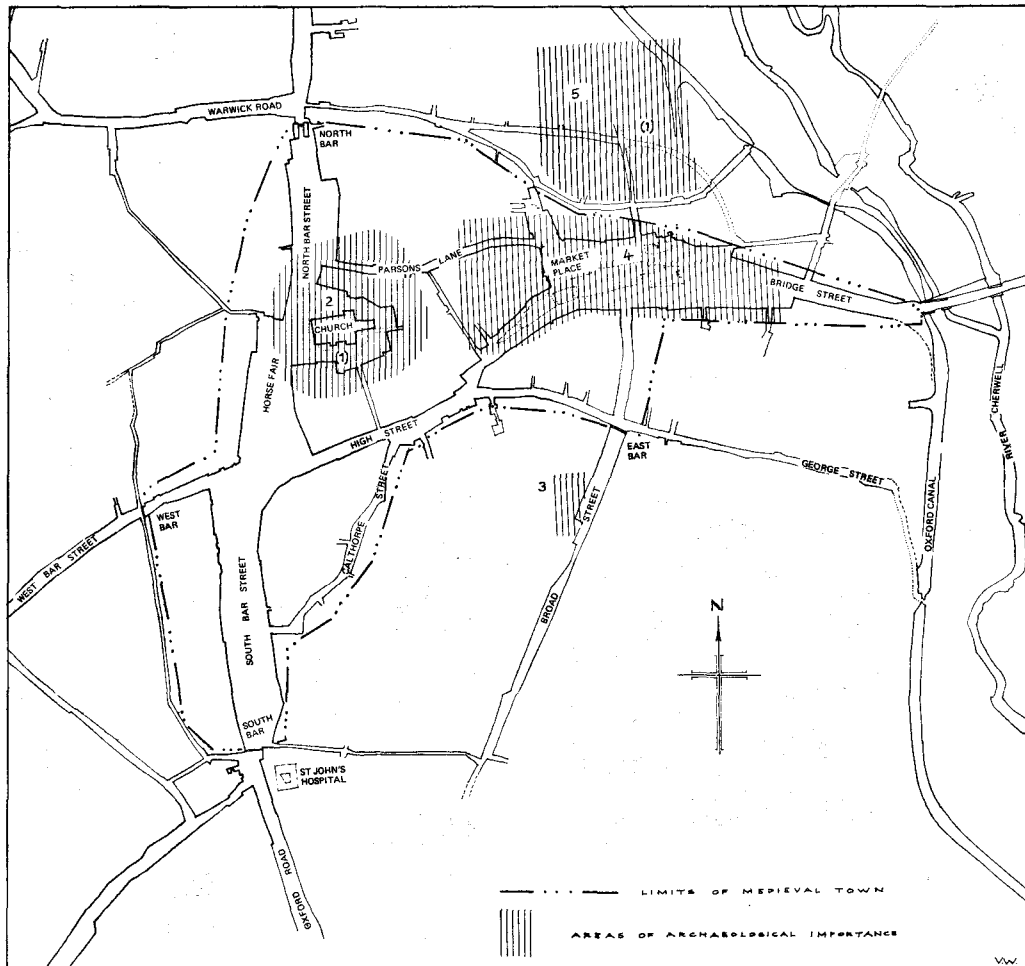 WARWICK ROAD
NORTH
BAR
5
(1)
NORTH BAR STREET
PARSONS LANE
MARKET
PLACE
4
BRIDGE STREET
2
CHURCH
(1)
HORSE FAIR
HIGH STREET
EAST
BAR
GEORGE STREET
RIVER CHERWELL
OXFORD CANAL
WEST
BAR
WEST BAR STREET
CALTHORPE STREET
3
BROAD STREET
SOUTH BAR STREET
N
SOUTH
BAR
ST JOHN'S
HOSPITAL
OXFORD ROAD
LIMITS OF MEDIEVAL TOWN
AREAS OF ARCHAEOLOGICAL IMPORTANCE
V.W.